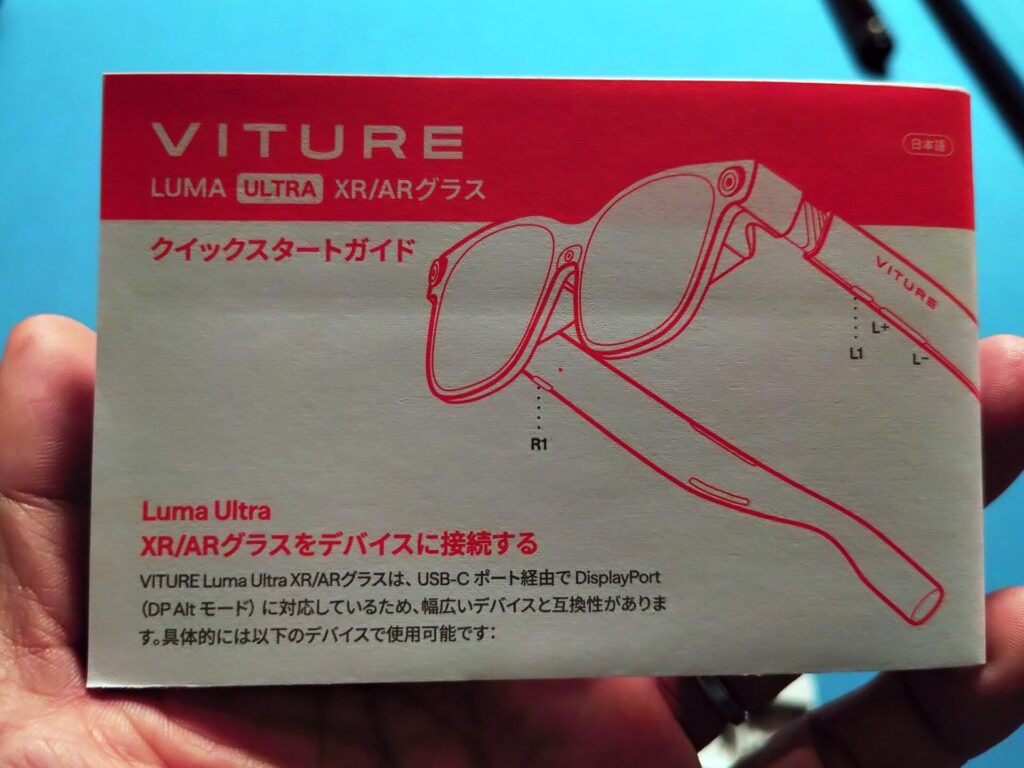 VITURE
日本語
LUMA ULTRA XR/ARグラス
クイックスタートガイド
VITURE
L+
L1
L−
R1
Luma Ultra
XR/ARグラスをデバイスに接続する
VITURE Luma Ultra XR/ARグラスは、USB-C ポート経由で DisplayPort
（DP Alt モード）に対応しているため、幅広いデバイスと互換性がありま
す。具体的には以下のデバイスで使用可能です：